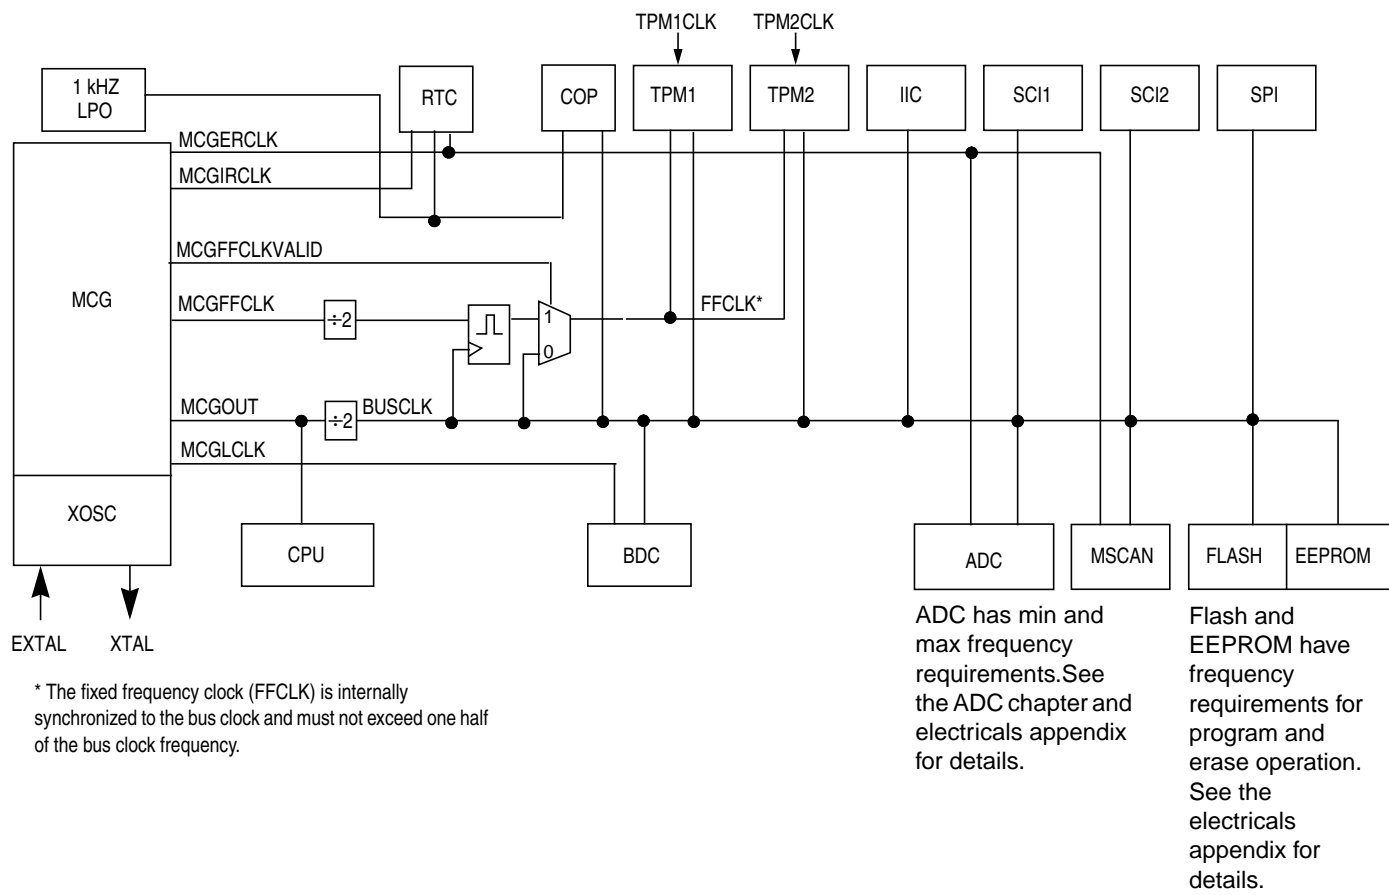 TPM1CLK
TPM2CLK
1 kHZ
LPO
RTC
COP
TPM1
TPM2
IIC
SCI1
SCI2
SPI
MCGERCLK
MCGIRCLK
MCGFFCLKVALID
MCG
MCGFFCLK
÷2
1
0
FFCLK*
MCGOUT
÷2
BUSCLK
MCGLCLK
XOSC
CPU
BDC
ADC
MSCAN
FLASH
EEPROM
EXTAL
XTAL
* The fixed frequency clock (FFCLK) is internally
synchronized to the bus clock and must not exceed one half
of the bus clock frequency.
ADC has min and
max frequency
requirements.See
the ADC chapter and
electricals appendix
for details.
Flash and
EEPROM have
frequency
requirements for
program and
erase operation.
See the
electricals
appendix for
details.